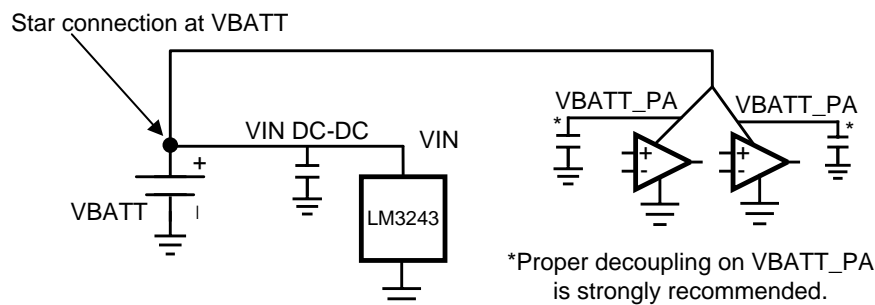 Star connection at VBATT
VBATT_PA
VBATT_PA
*
*
VIN DC-DC
VIN
+
VBATT
LM3243
+
-
+
-
*Proper decoupling on VBATT_PA
is strongly recommended.